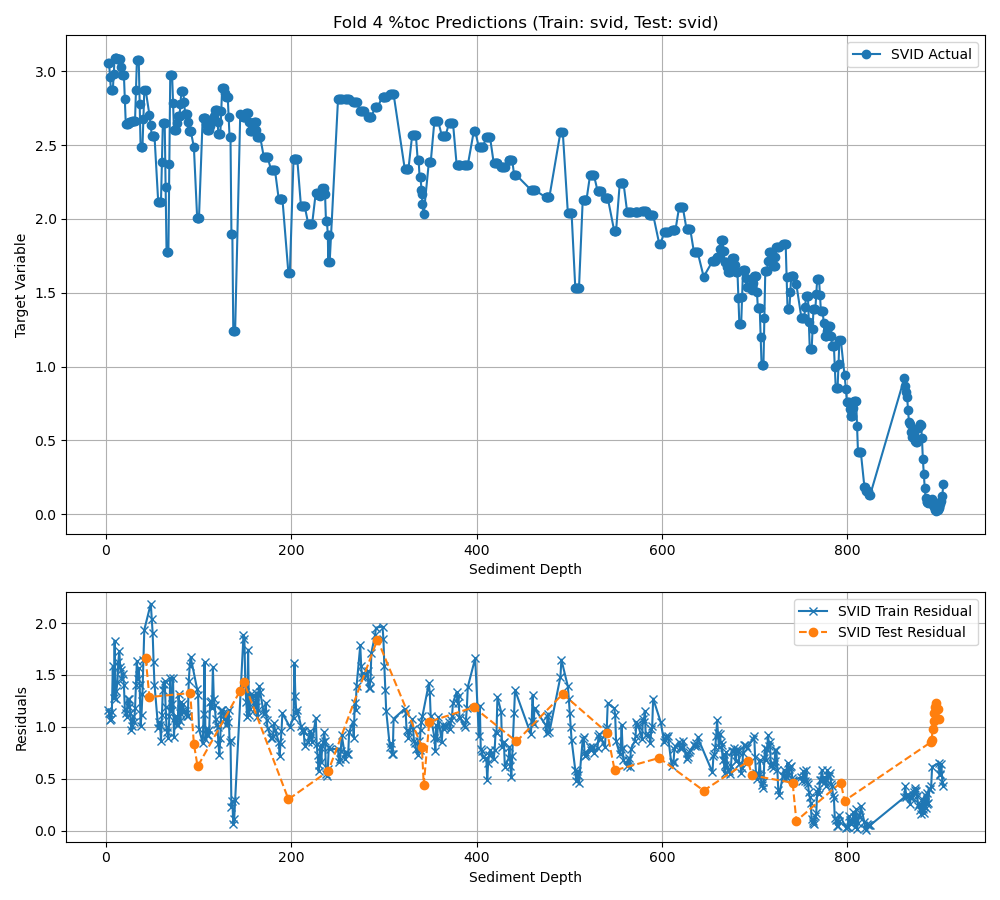 Fold 4 %toc Predictions (Train: svid, Test: svid)
SVID Actual
Target Variable
3.0
2.5
2.0
1.5
1.0
0.5
0.0
0 200 400 600 800
Sediment Depth
SVID Train Residual
SVID Test Residual
Residuals
2.0
1.5
1.0
0.5
0.0
0 200 400 600 800
Sediment Depth